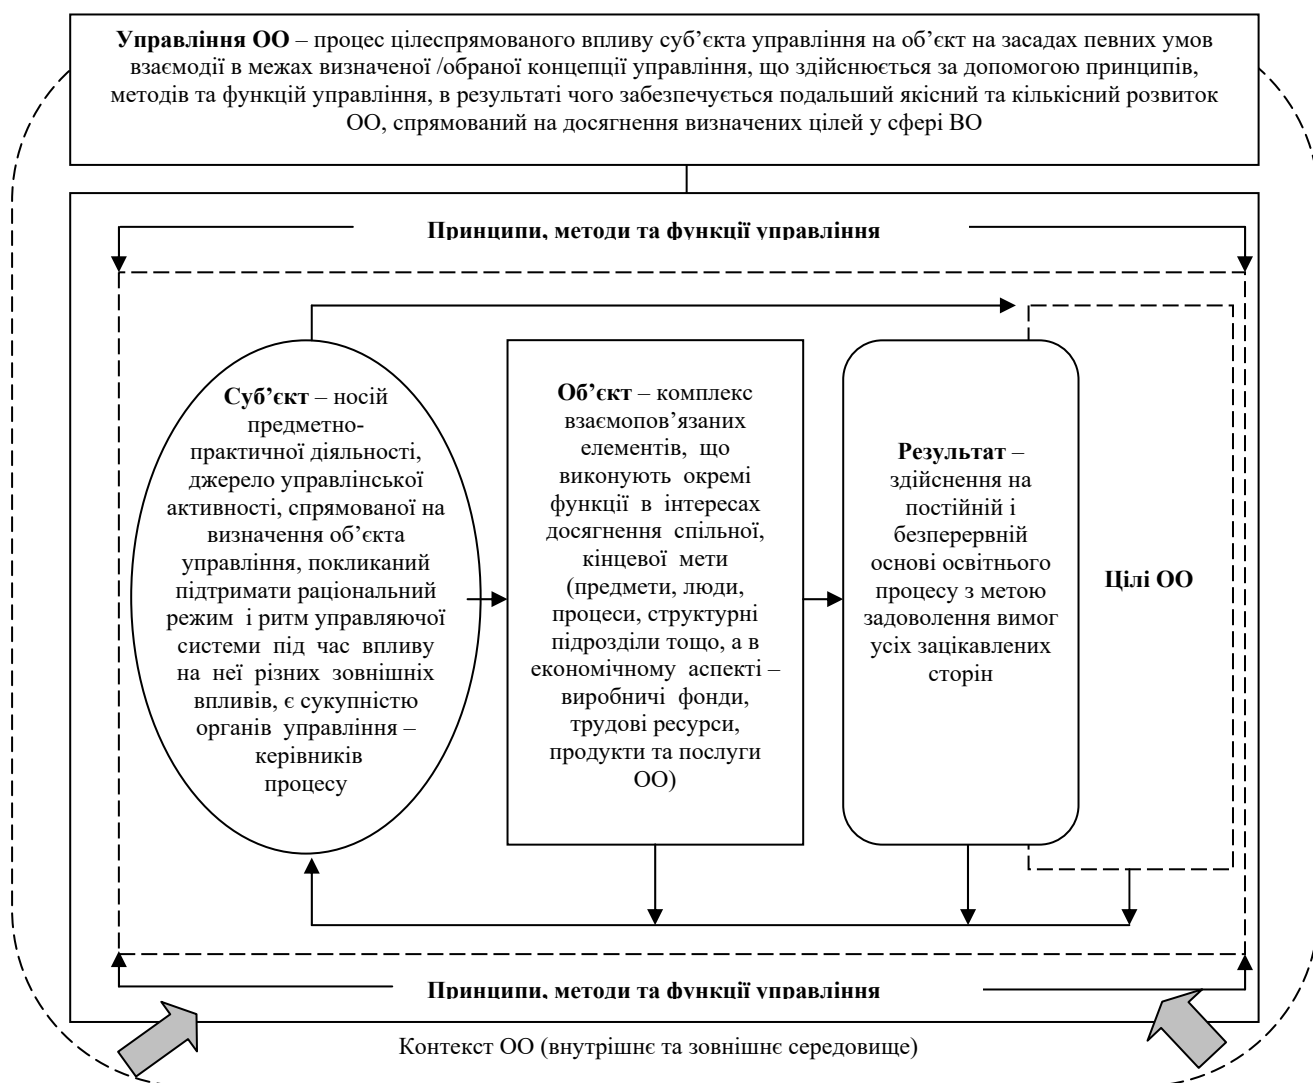 Управління ОО – процес цілеспрямованого впливу суб’єкта управління на об’єкт на засадах певних умов
взаємодії в межах визначеної /обраної концепції управління, що здійснюється за допомогою принципів,
методів та функцій управління, в результаті чого забезпечується подальший якісний та кількісний розвиток
ОО, спрямований на досягнення визначених цілей у сфері ВО
Принципи, методи та функції управління
Суб’єкт – носій
предметно-
практичної діяльності,
джерело управлінської
активності, спрямованої на
визначення об’єкта
управління, покликаний
підтримати раціональний
режим і ритм управляючої
системи під час впливу
на неї різних зовнішніх
впливів, є сукупністю
органів управління –
керівників
процесу
Об’єкт – комплекс
взаємопов’язаних
елементів, що
виконують окремі
функції в інтересах
досягнення спільної,
кінцевої мети
(предмети, люди,
процеси, структурні
підрозділи тощо, а в
економічному аспекті –
виробничі фонди,
трудові ресурси,
продукти та послуги
ОО)
Результат –
здійснення на
постійній і
безперервній
основі освітнього
процесу з метою
задоволення вимог
усіх зацікавлених
сторін
Цілі ОО
Принципи, методи та функції управління
Контекст ОО (внутрішнє та зовнішнє середовище)